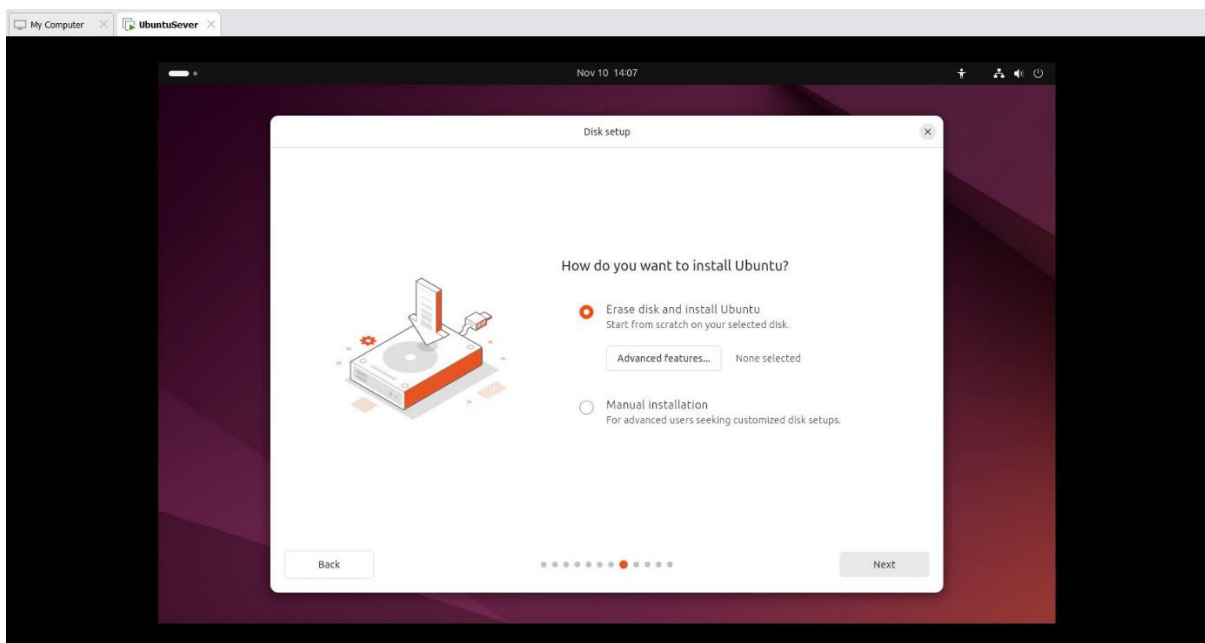 My Computer
UbuntuSever
Nov 10 14:07
Disk setup
How do you want to install Ubuntu?
Erase disk and install Ubuntu
Start from scratch on your selected disk.
Advanced features...
None selected
Manual installation
For advanced users seeking customized disk setups.
Back
Next